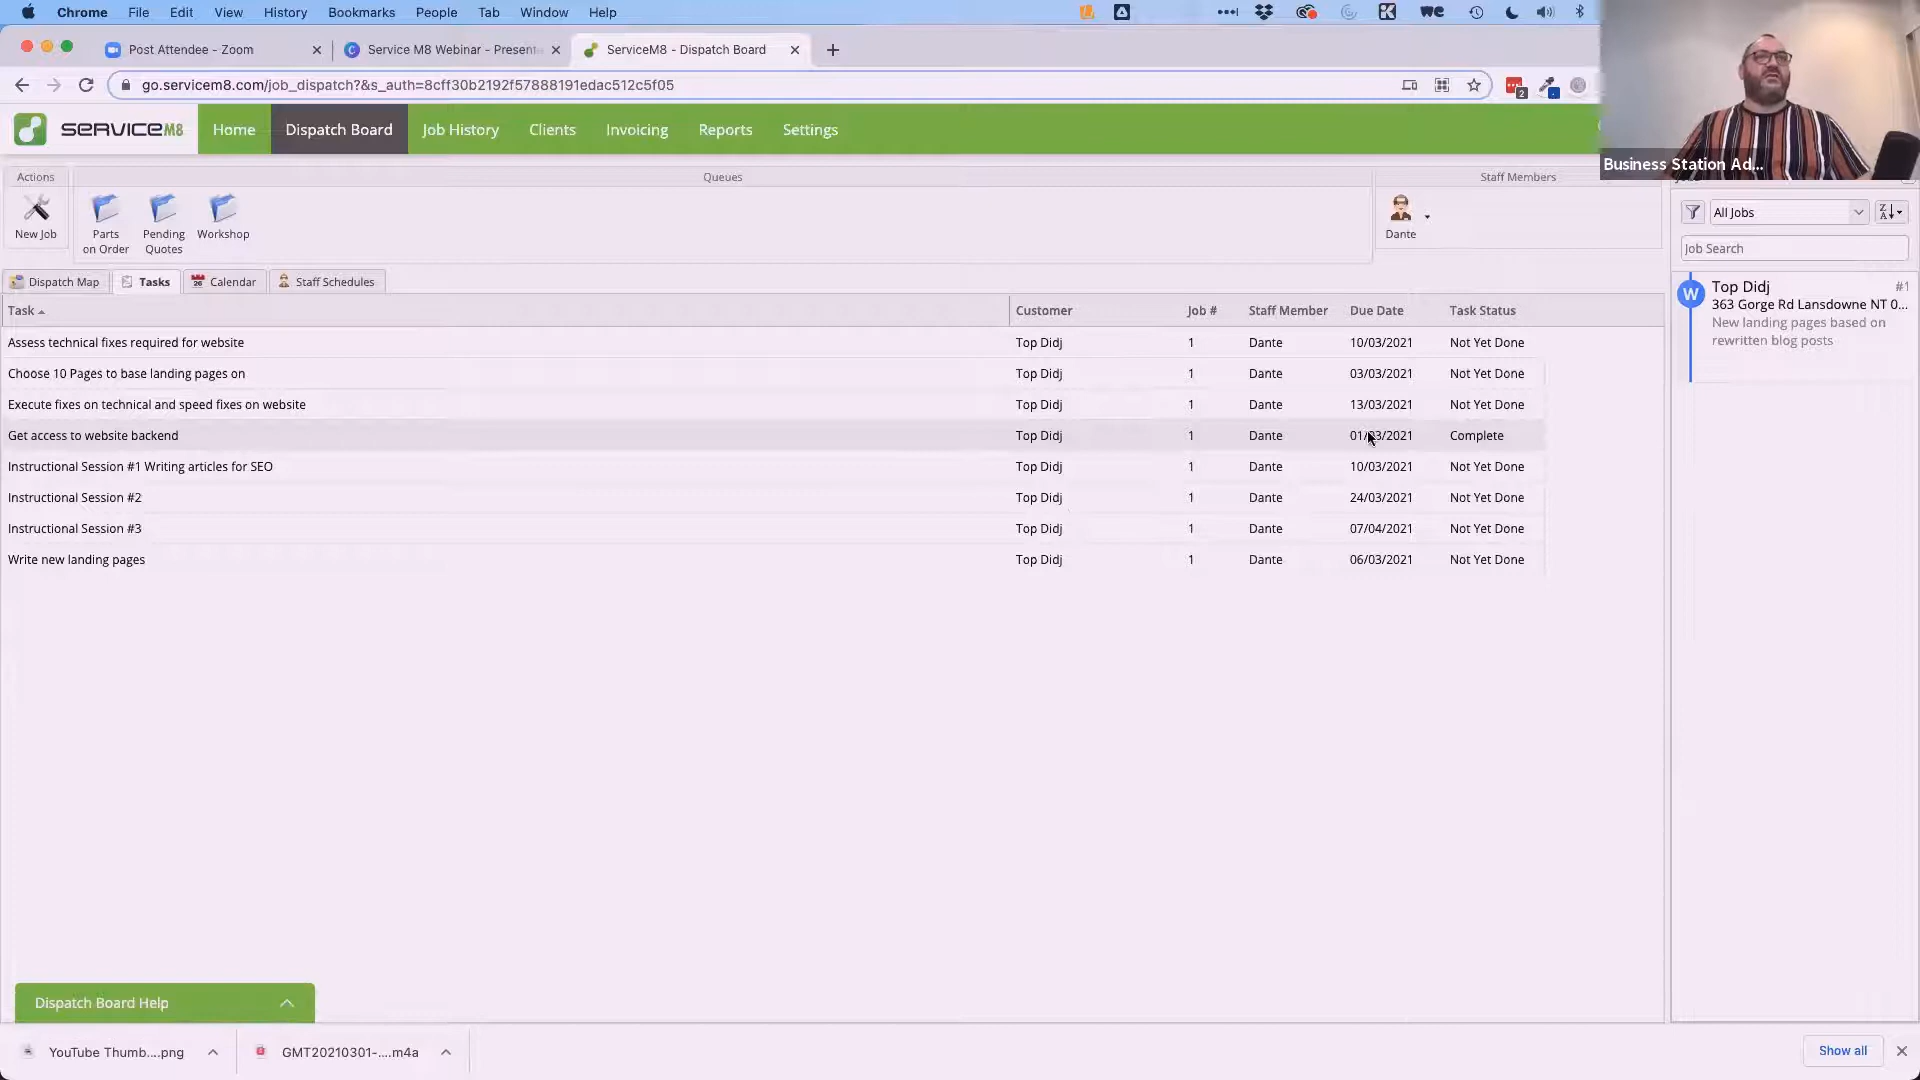 Chrome File Edit View History Bookmarks People Tab Window Help
Post Attendee - Zoom
Service M8 Webinar - Present
ServiceM8 - Dispatch Board
go.servicem8.com/job_dispatch?&s_auth=8cff30b2192f57888191edac512c5f05
2
SERVICEM8 Home Dispatch Board Job History Clients Invoicing Reports Settings
Business Station Ad...
Actions Queues Staff Members
New Job
Parts on Order
Pending Quotes
Workshop
Dante
All Jobs
Job Search
Dispatch Map Tasks Calendar Staff Schedules
W Top Didj #1
363 Gorge Rd Lansdowne NT 0...
New landing pages based on
rewritten blog posts
Task Customer Job # Staff Member Due Date Task Status
Assess technical fixes required for website Top Didj 1 Dante 10/03/2021 Not Yet Done
Choose 10 Pages to base landing pages on Top Didj 1 Dante 03/03/2021 Not Yet Done
Execute fixes on technical and speed fixes on website Top Didj 1 Dante 13/03/2021 Not Yet Done
Get access to website backend Top Didj 1 Dante 01/03/2021 Complete
Instructional Session #1 Writing articles for SEO Top Didj 1 Dante 10/03/2021 Not Yet Done
Instructional Session #2 Top Didj 1 Dante 24/03/2021 Not Yet Done
Instructional Session #3 Top Didj 1 Dante 07/04/2021 Not Yet Done
Write new landing pages Top Didj 1 Dante 06/03/2021 Not Yet Done
Dispatch Board Help
YouTube Thumb....png
GMT20210301-....m4a
Show all